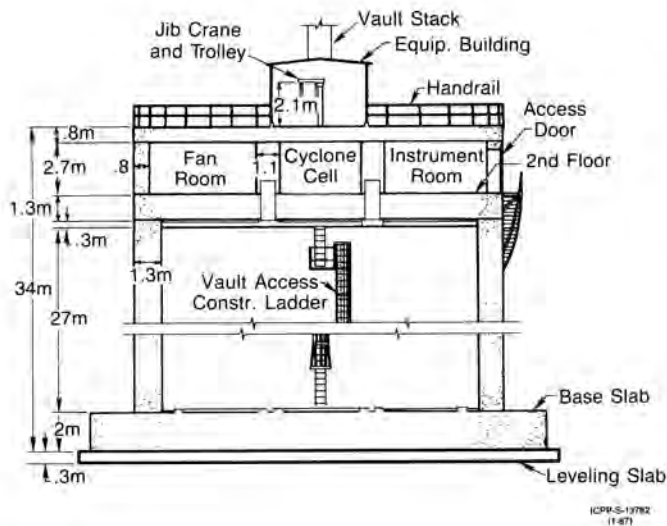 Vault Stack
Jib Crane
and Trolley
Equip. Building
2.1m
Handrail
Access
Door
.8m
2.7m
.8
Fan
Room
1.1
Cyclone
Cell
Instrument
Room
2nd Floor
1.3m
.3m
1.3m
34m
27m
Vault Access
Constr. Ladder
2m
Base Slab
.3m
Leveling Slab
ICPP-S-13782
(1-87)